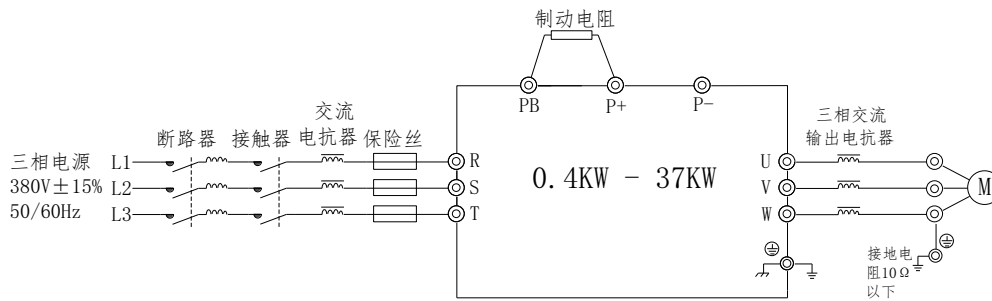 制动电阻
PB
P+
P-
断路器
接触器
交流
电抗器
保险丝
三相交流
输出电抗器
三相电源
380V±15%
50/60Hz
L1
L2
L3
R
S
T
0.4KW - 37KW
U
V
W
M
接地电
阻10Ω
以下